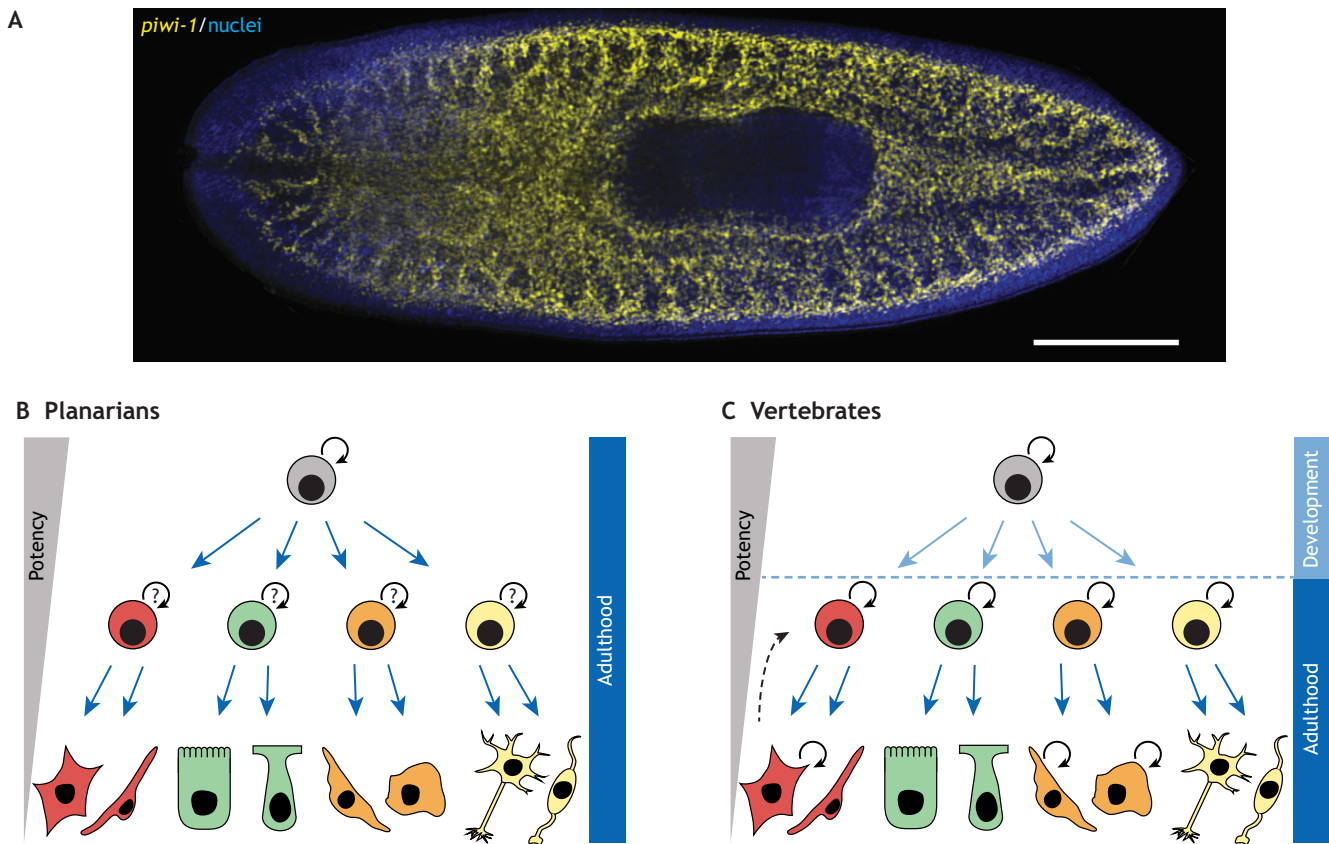 A
piwi-1/nuclei
B Planarians
C Vertebrates
Potency
? ? ? ?
Adulthood
Potency
Development
Adulthood